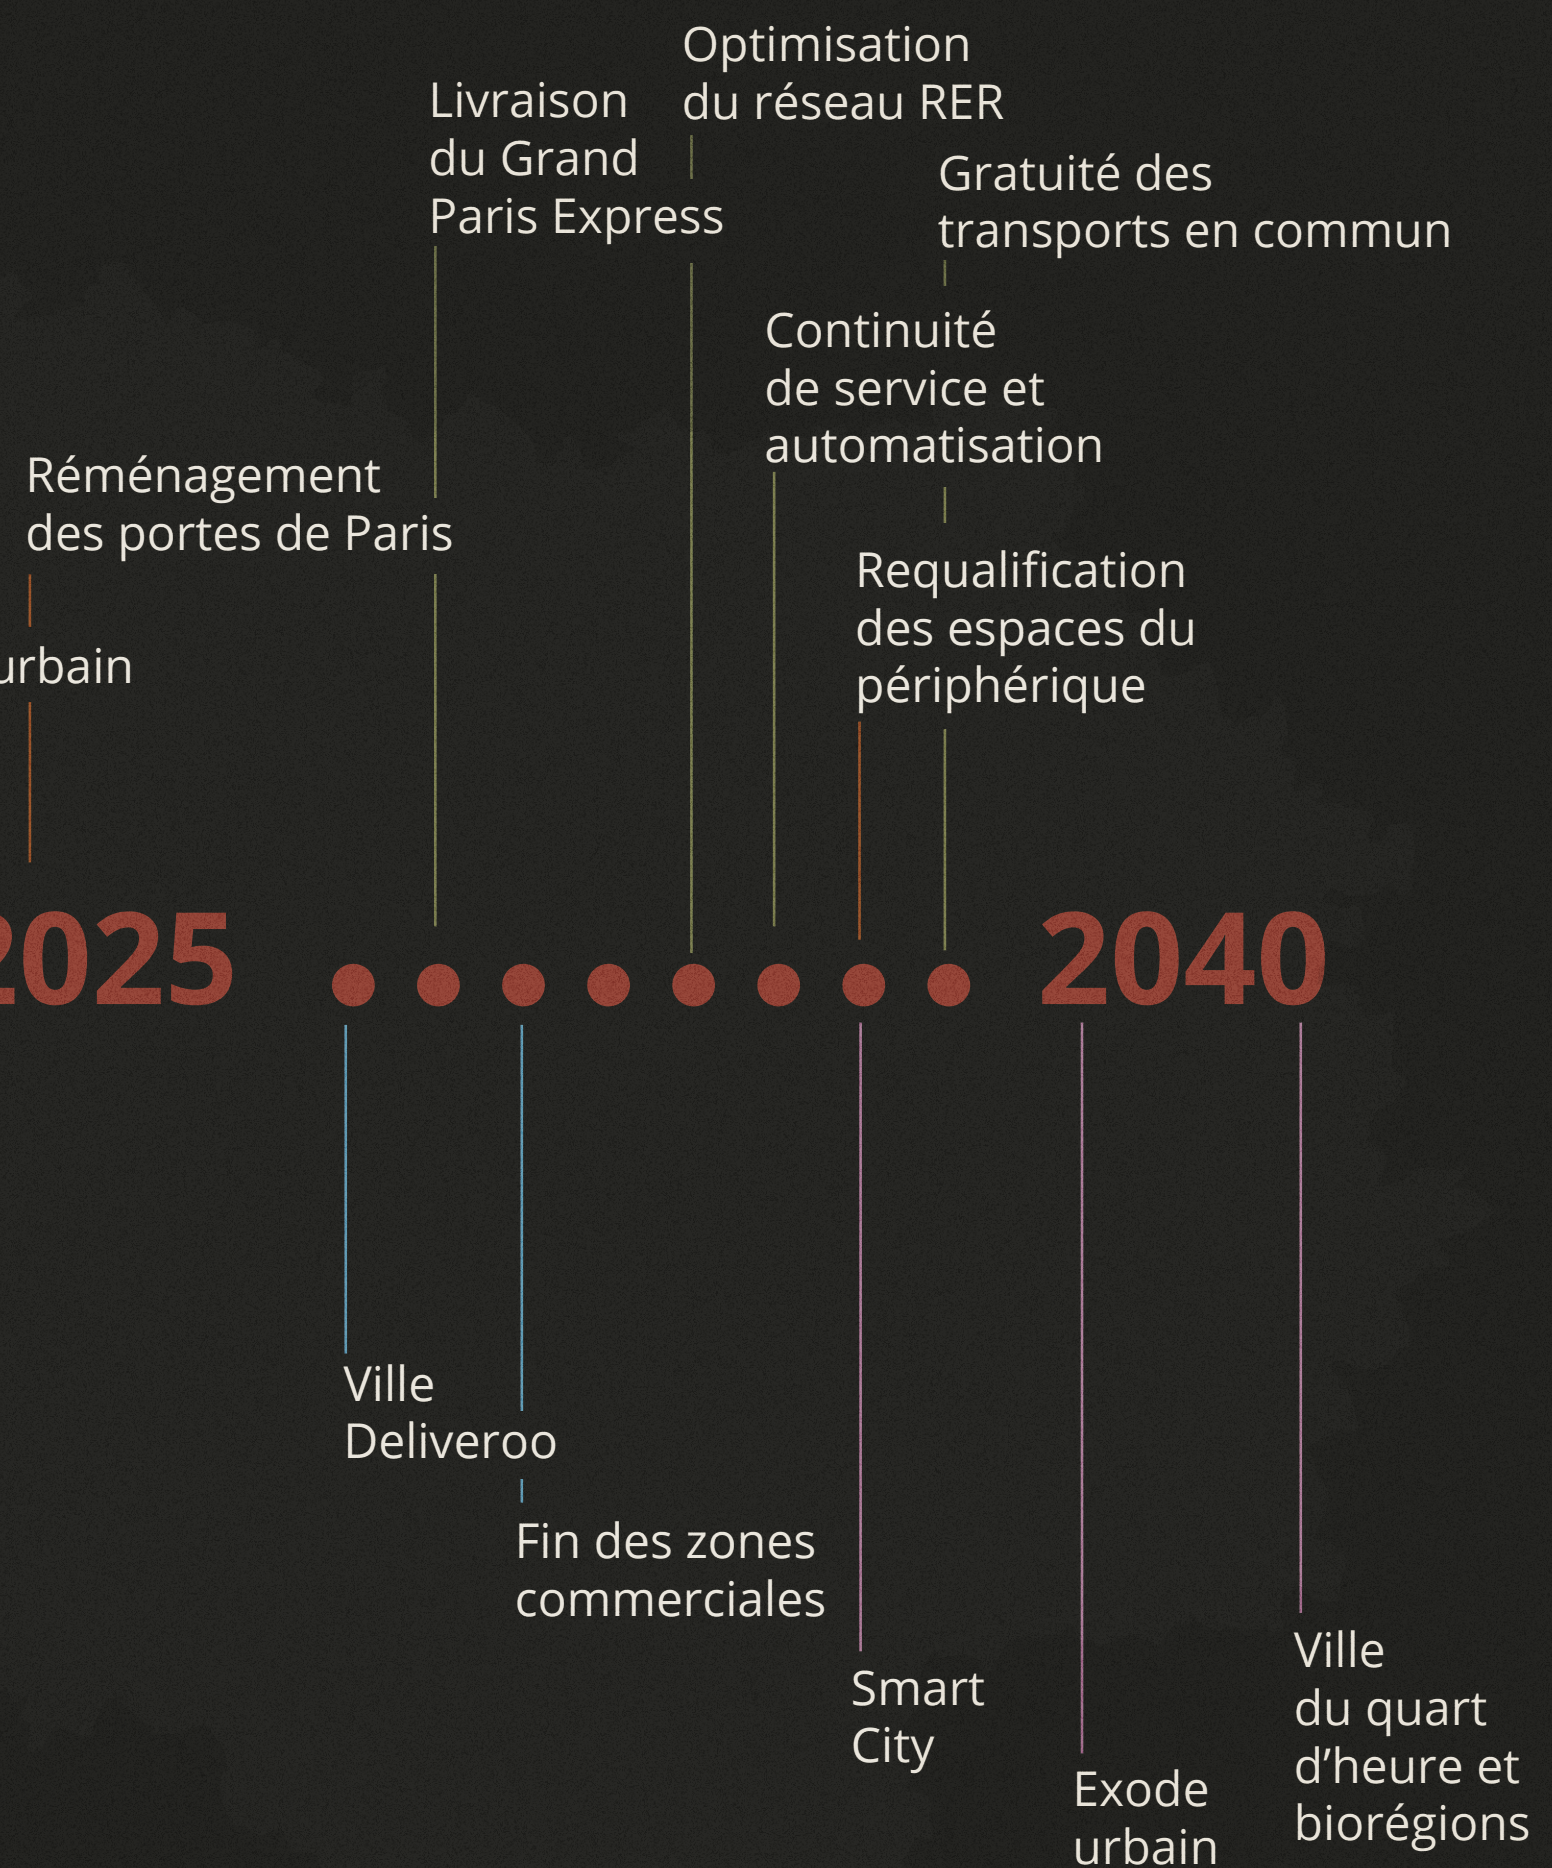 Optimisation
du réseau RER
Livraison
du Grand
Paris Express
Gratuité des
transports en commun
Continuité
de service et
automatisation
Réménagement
des portes de Paris
Requalification
des espaces du
périphérique
urbain
2025
2040
Ville
Deliveroo
Fin des zones
commerciales
Smart
City
Exode
urbain
Ville
du quart
d’heure et
biorégions